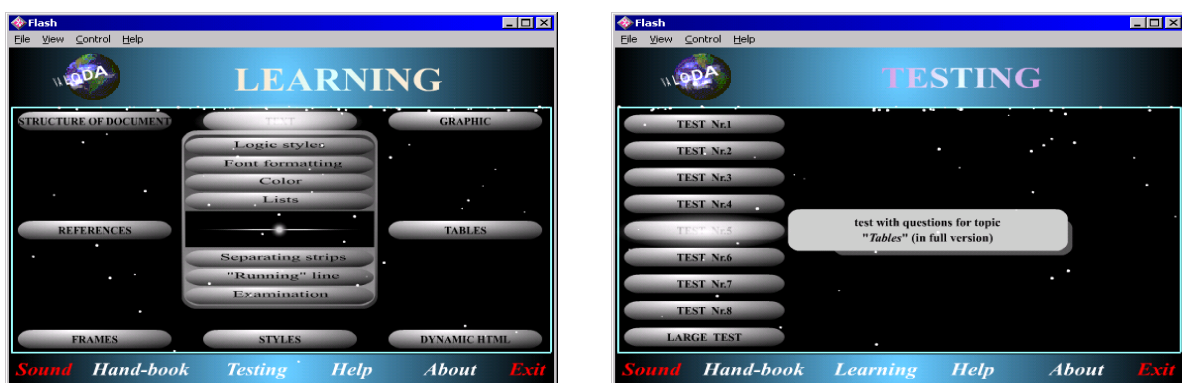 Flash
File View Control Help
LQDA
LEARNING
STRUCTURE OF DOCUMENT
TEXT
GRAPHIC
Logic styles
Font formatting
Color
Lists
REFERENCES
TABLES
Separating strips
"Running" line
Examination
FRAMES
STYLES
DYNAMIC HTML
Sound Hand-book Testing Help About Exit
Flash
File View Control Help
LQDA
TESTING
TEST Nr.1
TEST Nr.2
TEST Nr.3
TEST Nr.4
TEST Nr.5
test with questions for topic
"Tables" (in full version)
TEST Nr.6
TEST Nr.7
TEST Nr.8
LARGE TEST
Sound Hand-book Learning Help About Exit